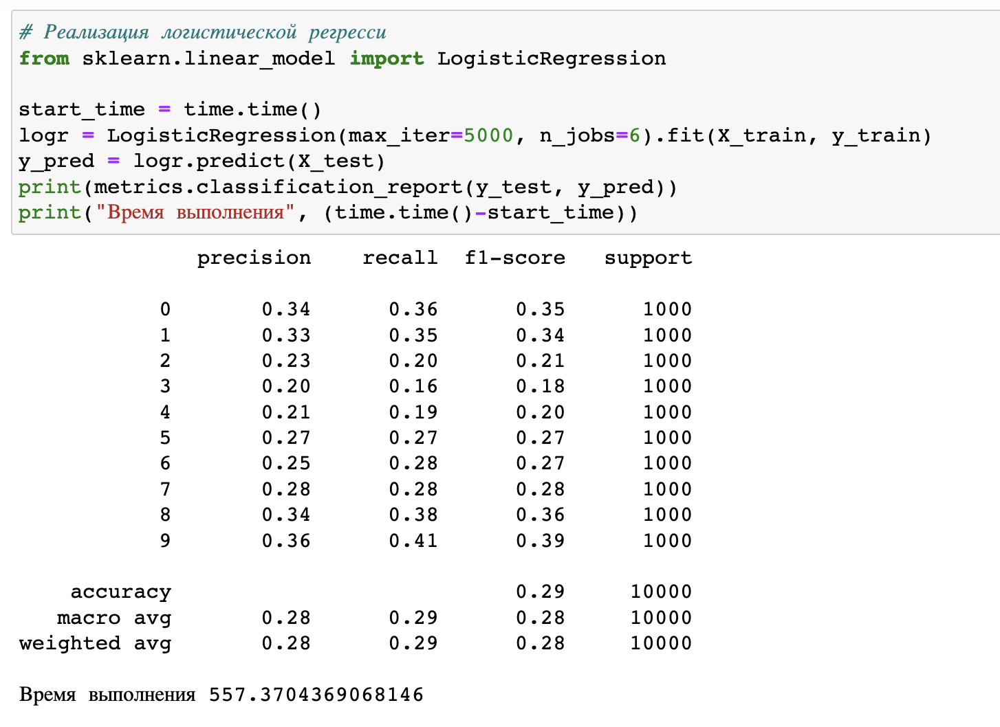 # Реализация логистической регресси
from sklearn.linear_model import LogisticRegression
start_time = time.time()
logr = LogisticRegression(max_iter=5000, n_jobs=6).fit(X_train, y_train)
y_pred = logr.predict(X_test)
print(metrics.classification_report(y_test, y_pred))
print("Время выполнения", (time.time()-start_time))
precision recall f1-score support
0 0.34 0.36 0.35 1000
1 0.33 0.35 0.34 1000
2 0.23 0.20 0.21 1000
3 0.20 0.16 0.18 1000
4 0.21 0.19 0.20 1000
5 0.27 0.27 0.27 1000
6 0.25 0.28 0.27 1000
7 0.28 0.28 0.28 1000
8 0.34 0.38 0.36 1000
9 0.36 0.41 0.39 1000
accuracy 0.29 10000
macro avg 0.28 0.29 0.28 10000
weighted avg 0.28 0.29 0.28 10000
Время выполнения 557.3704369068146